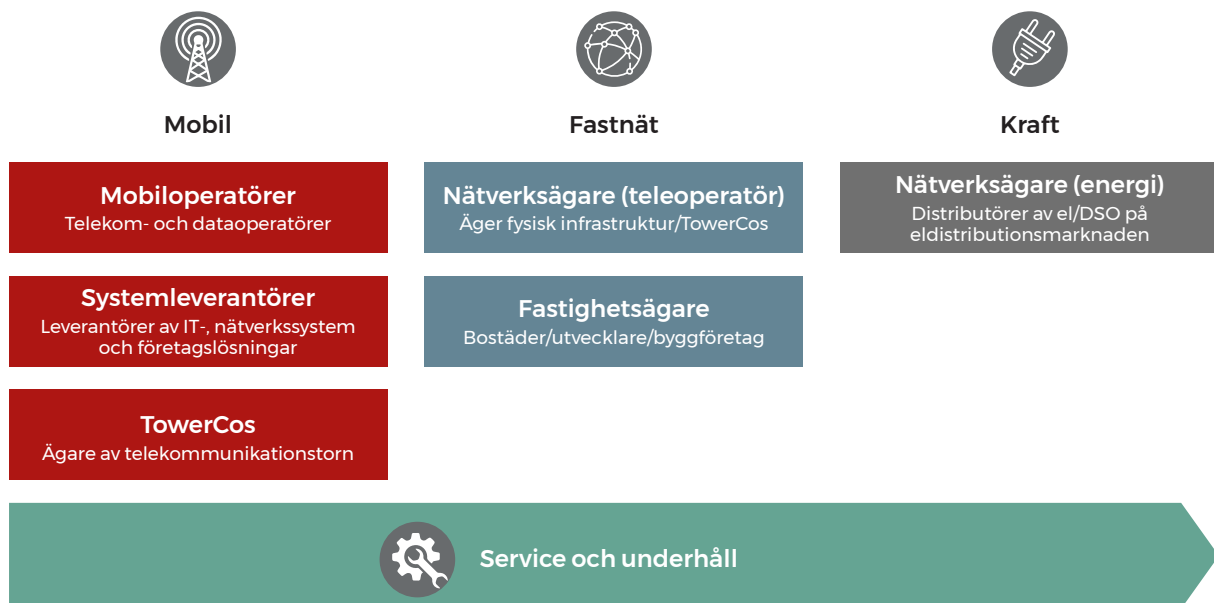 Mobil
Mobiloperatörer
Telekom- och dataoperatörer
Systemleverantörer
Leverantörer av IT-, nätverkssystem
och företagslösningar
TowerCos
Ägare av telekommunikationstorn
Fastnät
Nätverksägare (teleoperatör)
Äger fysisk infrastruktur/TowerCos
Fastighetsägare
Bostäder/utvecklare/byggföretag
Kraft
Nätverksägare (energi)
Distributörer av el/DSO på
eldistributionsmarknaden
Service och underhåll